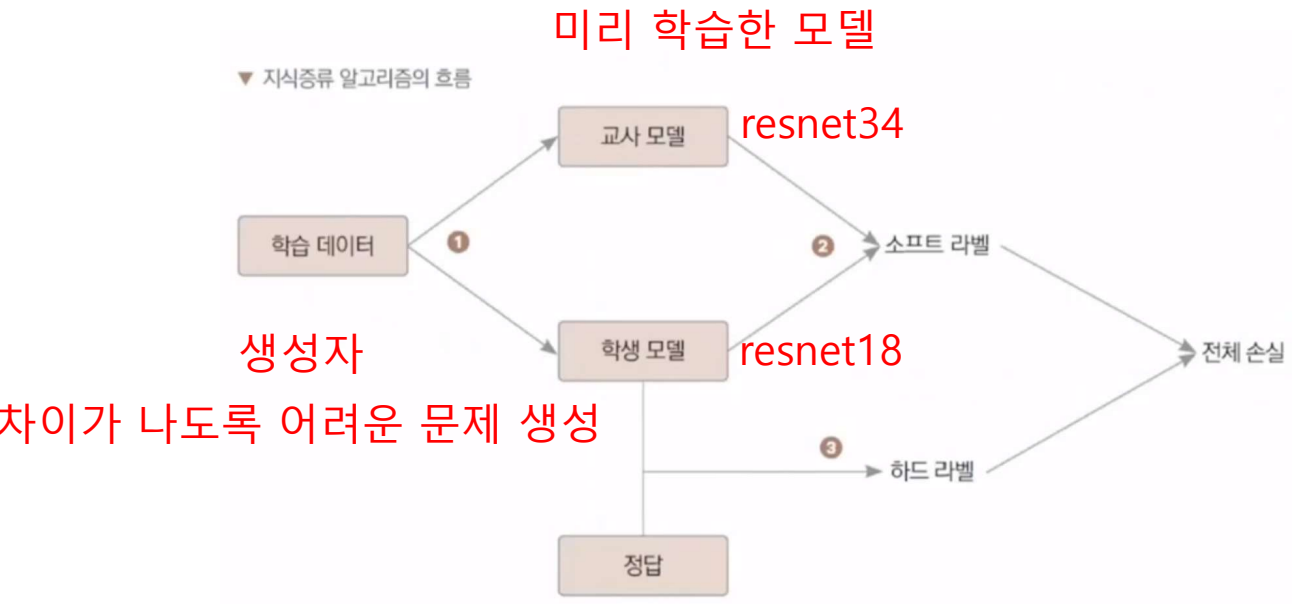 미리 학습한 모델
▼ 지식증류 알고리즘의 흐름
교사 모델
resnet34
학습 데이터
❶
❷
소프트 라벨
생성자
학생 모델
resnet18
전체 손실
차이가 나도록 어려운 문제 생성
❸
하드 라벨
정답